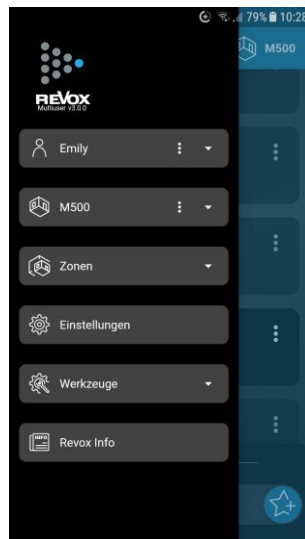 79% 10:28
M500
REVOX
Multiuser v3.0.0
Emily
M500
Zonen
Einstellungen
Werkzeuge
INFO
Revox Info